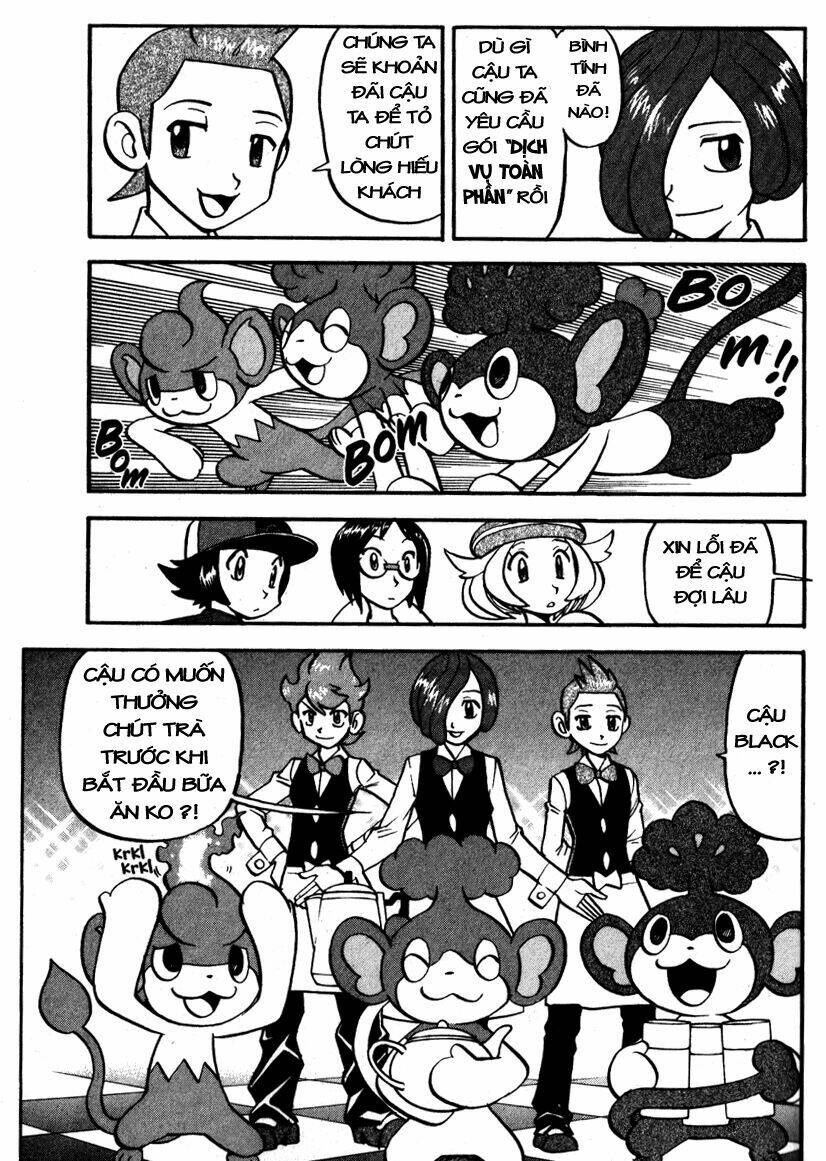 BÌNH
TĨNH
ĐÃ
NÀO!
DÙ GÌ
CẬU TA
CŨNG ĐÃ
YÊU CẦU
GÓI "DỊCH
VỤ TOÀN
PHẦN" RỒI
CHÚNG TA
SẼ KHOẢN
ĐÃI CẬU
TA ĐỂ TỎ
CHÚT
LÒNG HIẾU
KHÁCH
BO
M!!
BOM
BOM
XIN LỖI ĐÃ
ĐỂ CẬU
ĐỢI LÂU
CẬU
BLACK
... ?!
CẬU CÓ MUỐN
THƯỞNG
CHÚT TRÀ
TRƯỚC KHI
BẮT ĐẦU BỮA
ĂN KO ?!
KRKL
KRKL